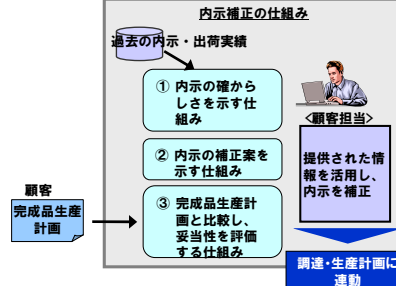 内示補正の仕組み
過去の内示・出荷実績
① 内示の確から
しさを示す仕
組み
<顧客担当>
② 内示の補正案を
示す仕組み
提供された情
報を活用し、
内示を補正
顧客
完成品生産
計画
③ 完成品生産計
画と比較し、
妥当性を評価
する仕組み
調達・生産計画に
連動